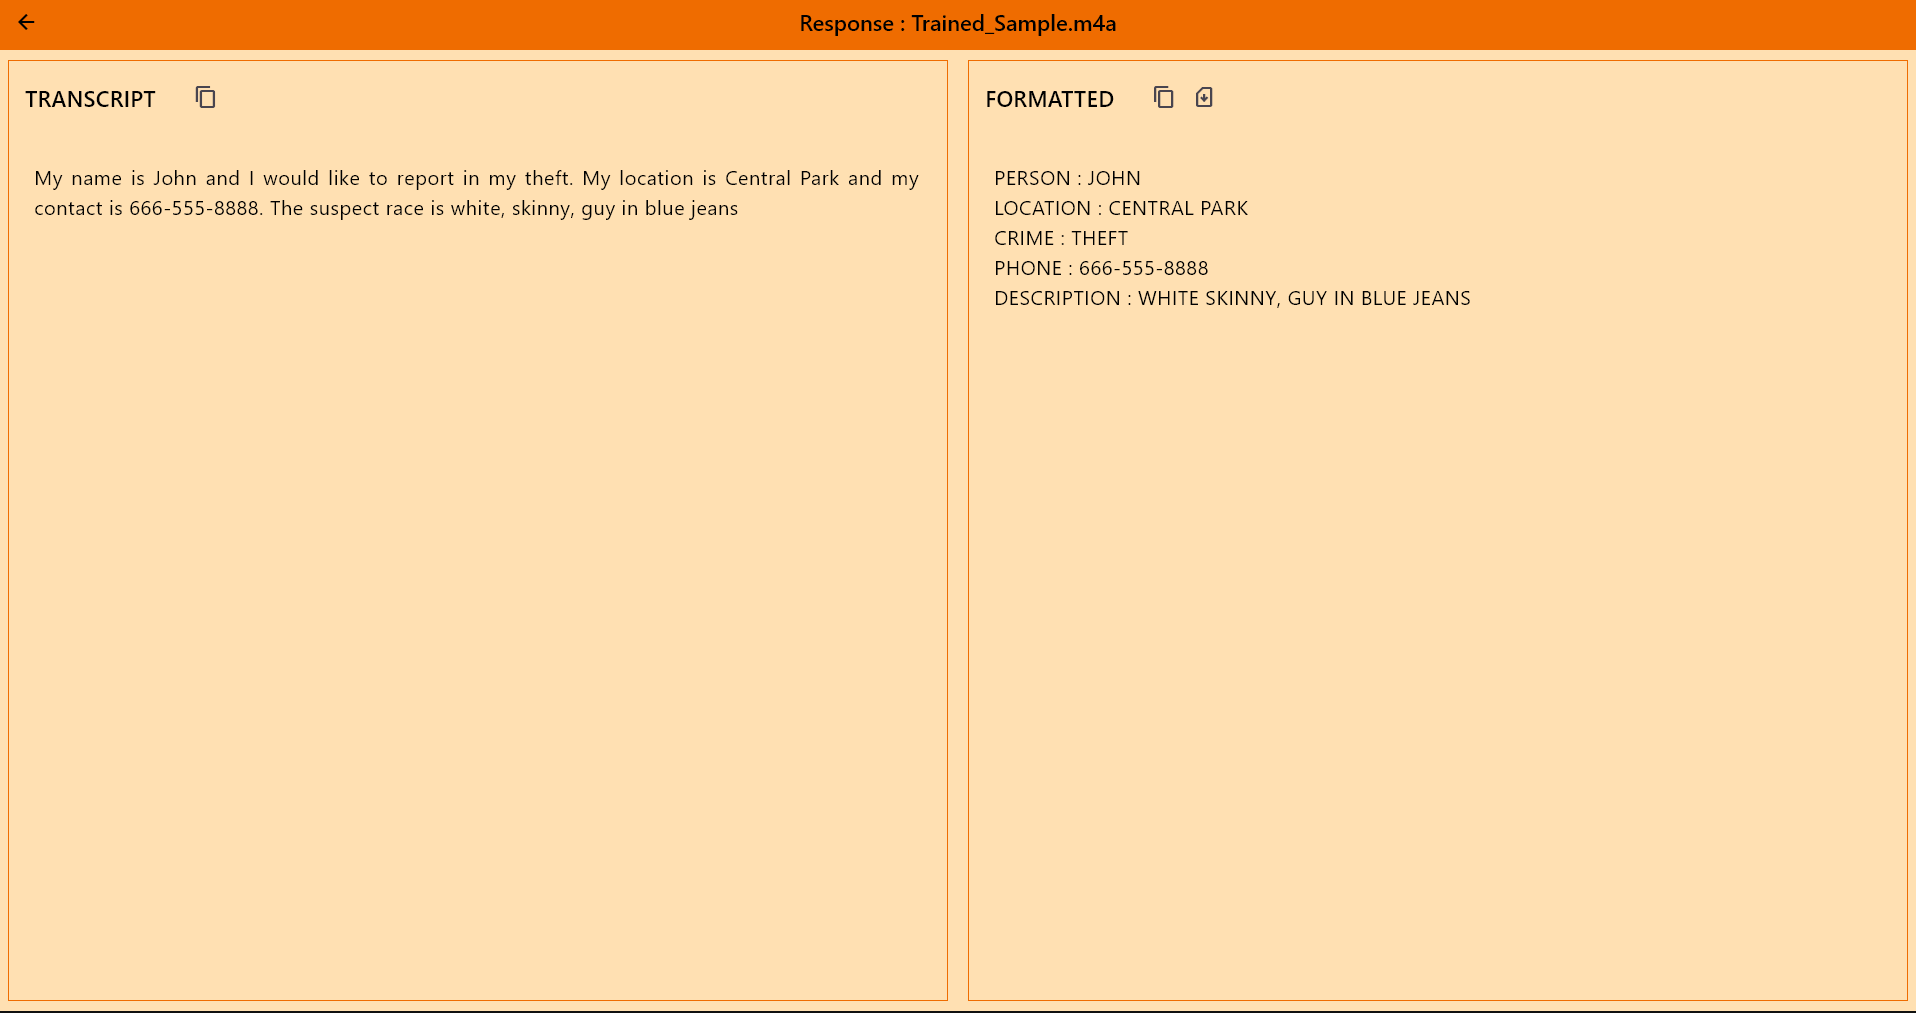 Response : Trained_Sample.m4a
TRANSCRIPT
My name is John and I would like to report in my theft. My location is Central Park and my
contact is 666-555-8888. The suspect race is white, skinny, guy in blue jeans
FORMATTED
PERSON : JOHN
LOCATION : CENTRAL PARK
CRIME : THEFT
PHONE : 666-555-8888
DESCRIPTION : WHITE SKINNY, GUY IN BLUE JEANS